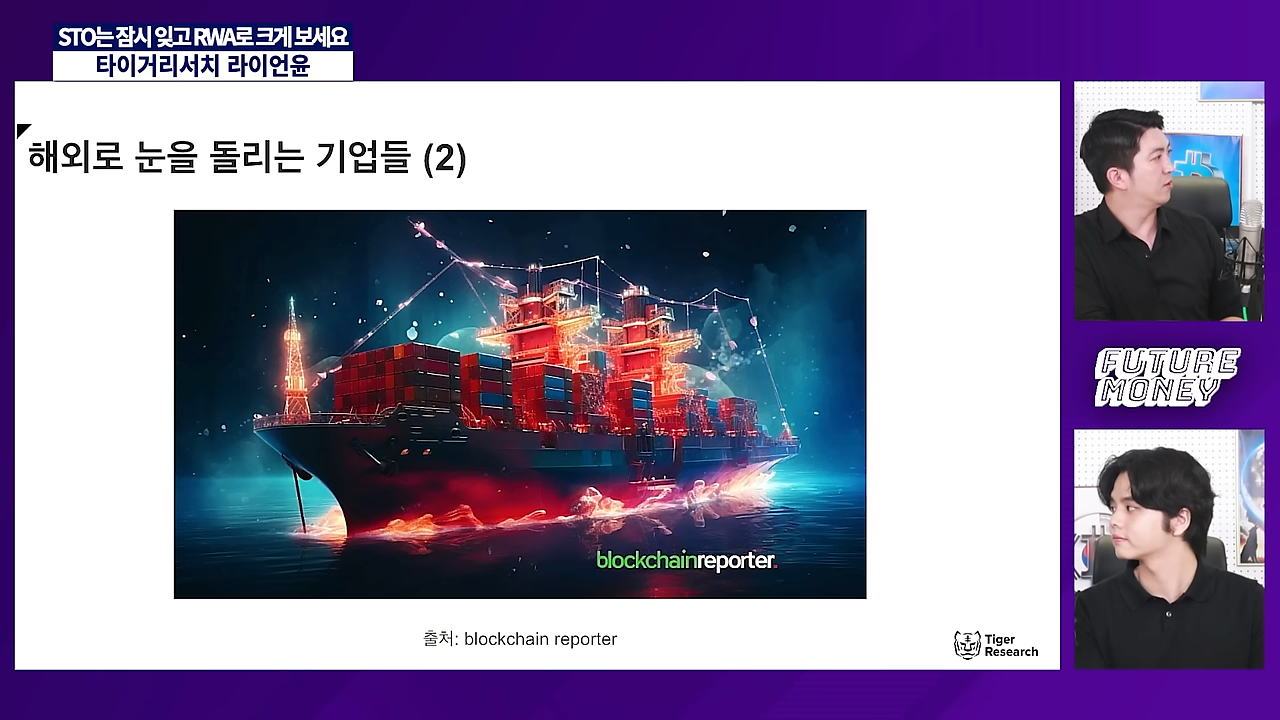 STO는 잠시 잊고 RWA로 크게 보세요
타이거리서치 라이언윤
해외로 눈을 돌리는 기업들 (2)
blockchainreporter.
출처: blockchain reporter
Tiger
Research
FUTURE
MONEY